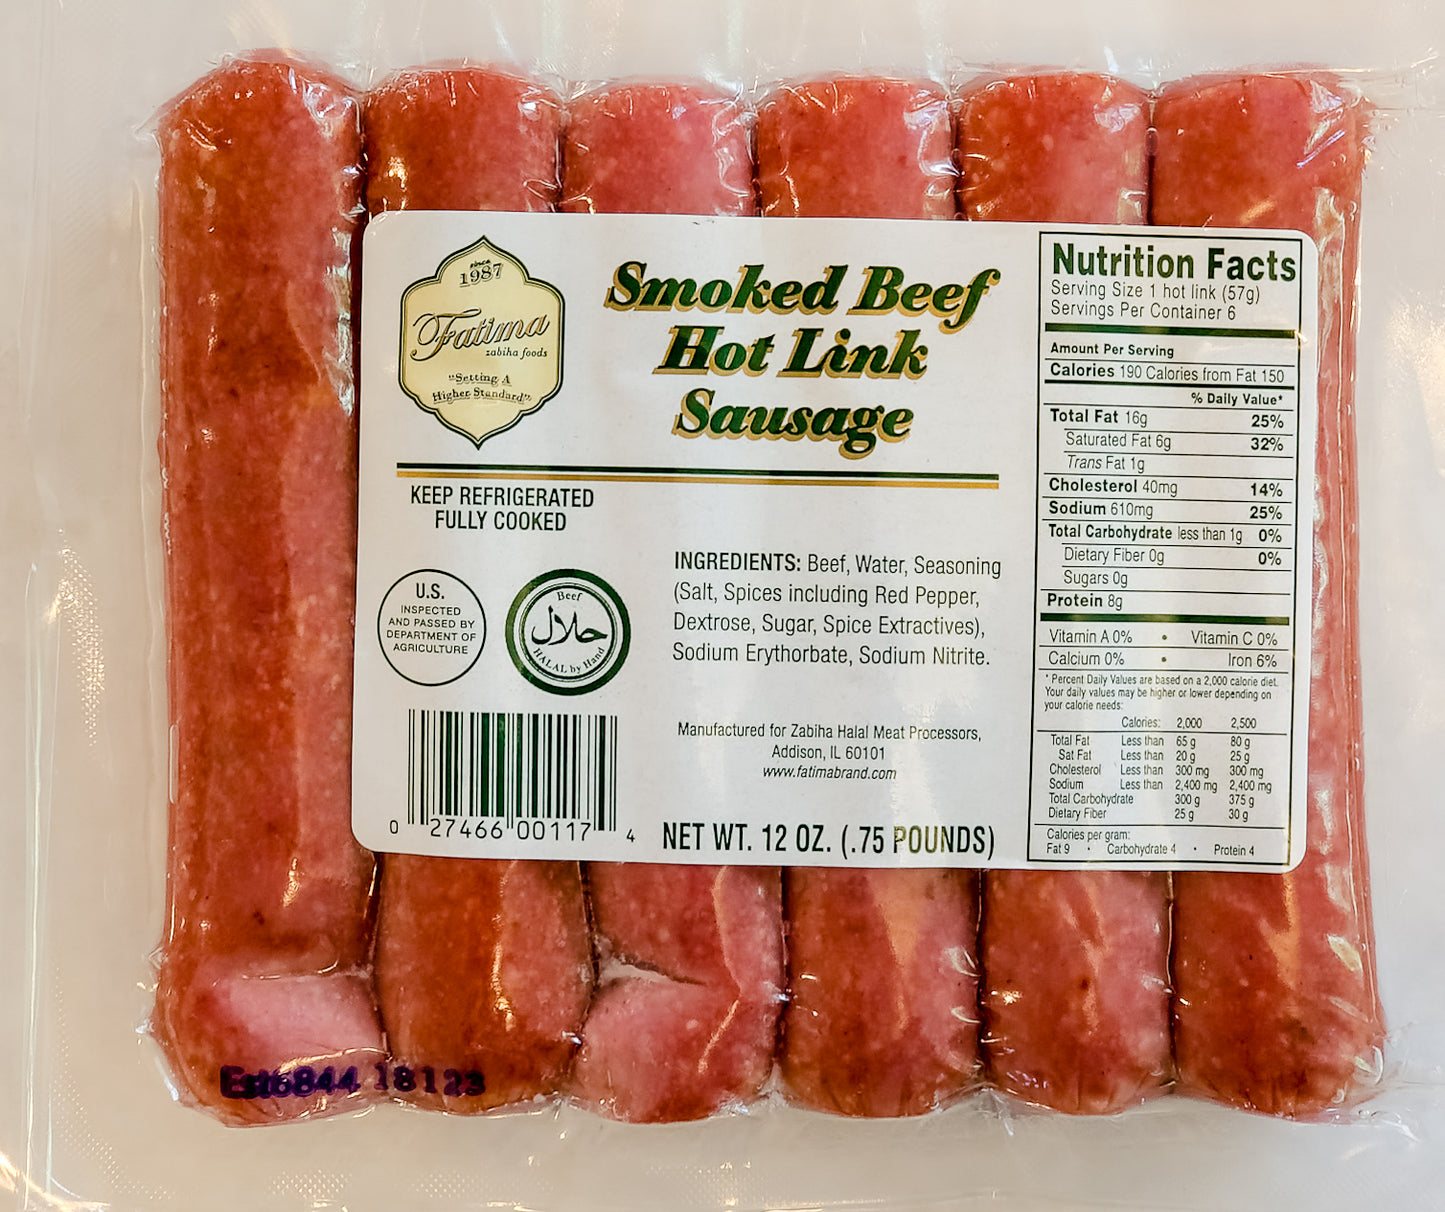 since
1987
Fatima
zabiha foods
"Setting A
Higher Standard"
Smoked Beef
Hot Link
Sausage
KEEP REFRIGERATED
FULLY COOKED
U.S.
INSPECTED
AND PASSED BY
DEPARTMENT OF
AGRICULTURE
Beef
حلال
HALAL by Hand
INGREDIENTS: Beef, Water, Seasoning
(Salt, Spices including Red Pepper,
Dextrose, Sugar, Spice Extractives),
Sodium Erythorbate, Sodium Nitrite.
Manufactured for Zabiha Halal Meat Processors,
Addison, IL 60101
www.fatimabrand.com
0 27466 00117 4
NET WT. 12 OZ. (.75 POUNDS)
Nutrition Facts
Serving Size 1 hot link (57g)
Servings Per Container 6
Amount Per Serving
Calories 190 Calories from Fat 150
% Daily Value*
Total Fat 16g 25%
Saturated Fat 6g 32%
Trans Fat 1g
Cholesterol 40mg 14%
Sodium 610mg 25%
Total Carbohydrate less than 1g 0%
Dietary Fiber 0g 0%
Sugars 0g
Protein 8g
Vitamin A 0% • Vitamin C 0%
Calcium 0% • Iron 6%
* Percent Daily Values are based on a 2,000 calorie diet.
Your daily values may be higher or lower depending on
your calorie needs:
Calories: 2,000 2,500
Total Fat Less than 65 g 80 g
Sat Fat Less than 20 g 25 g
Cholesterol Less than 300 mg 300 mg
Sodium Less than 2,400 mg 2,400 mg
Total Carbohydrate 300 g 375 g
Dietary Fiber 25 g 30 g
Calories per gram:
Fat 9 • Carbohydrate 4 • Protein 4
Est6844 18123